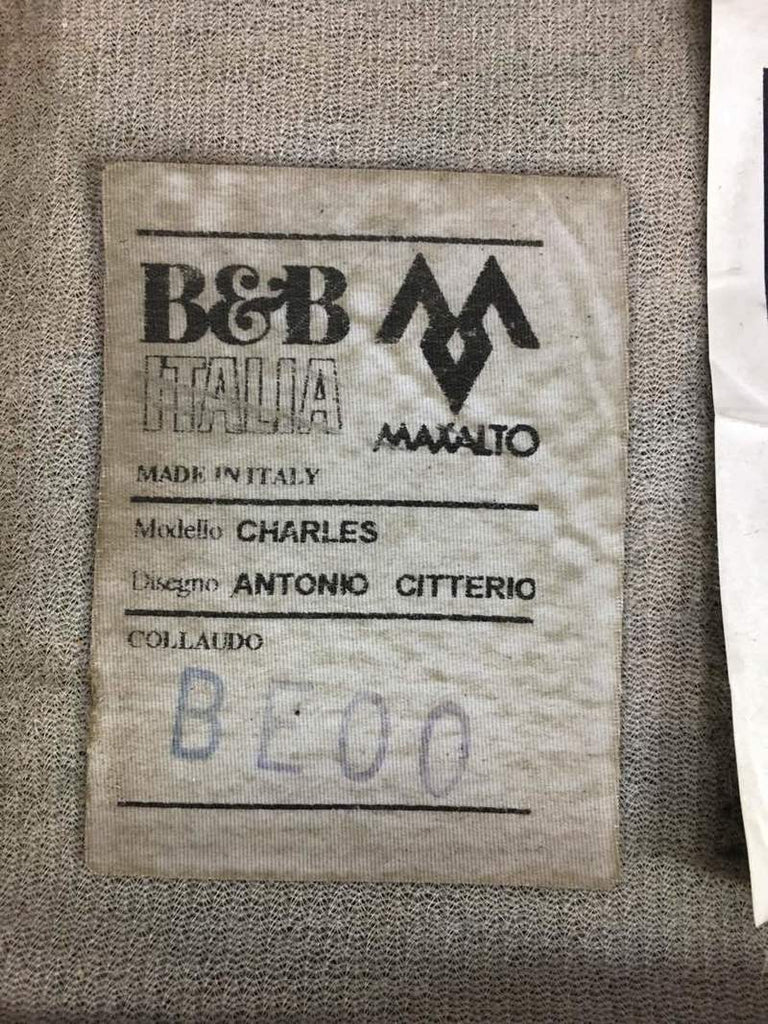 B&B
ITALIA
MAXALTO
MADE IN ITALY
Modello CHARLES
Disegno ANTONIO CITTERIO
COLLAUDO
BE00